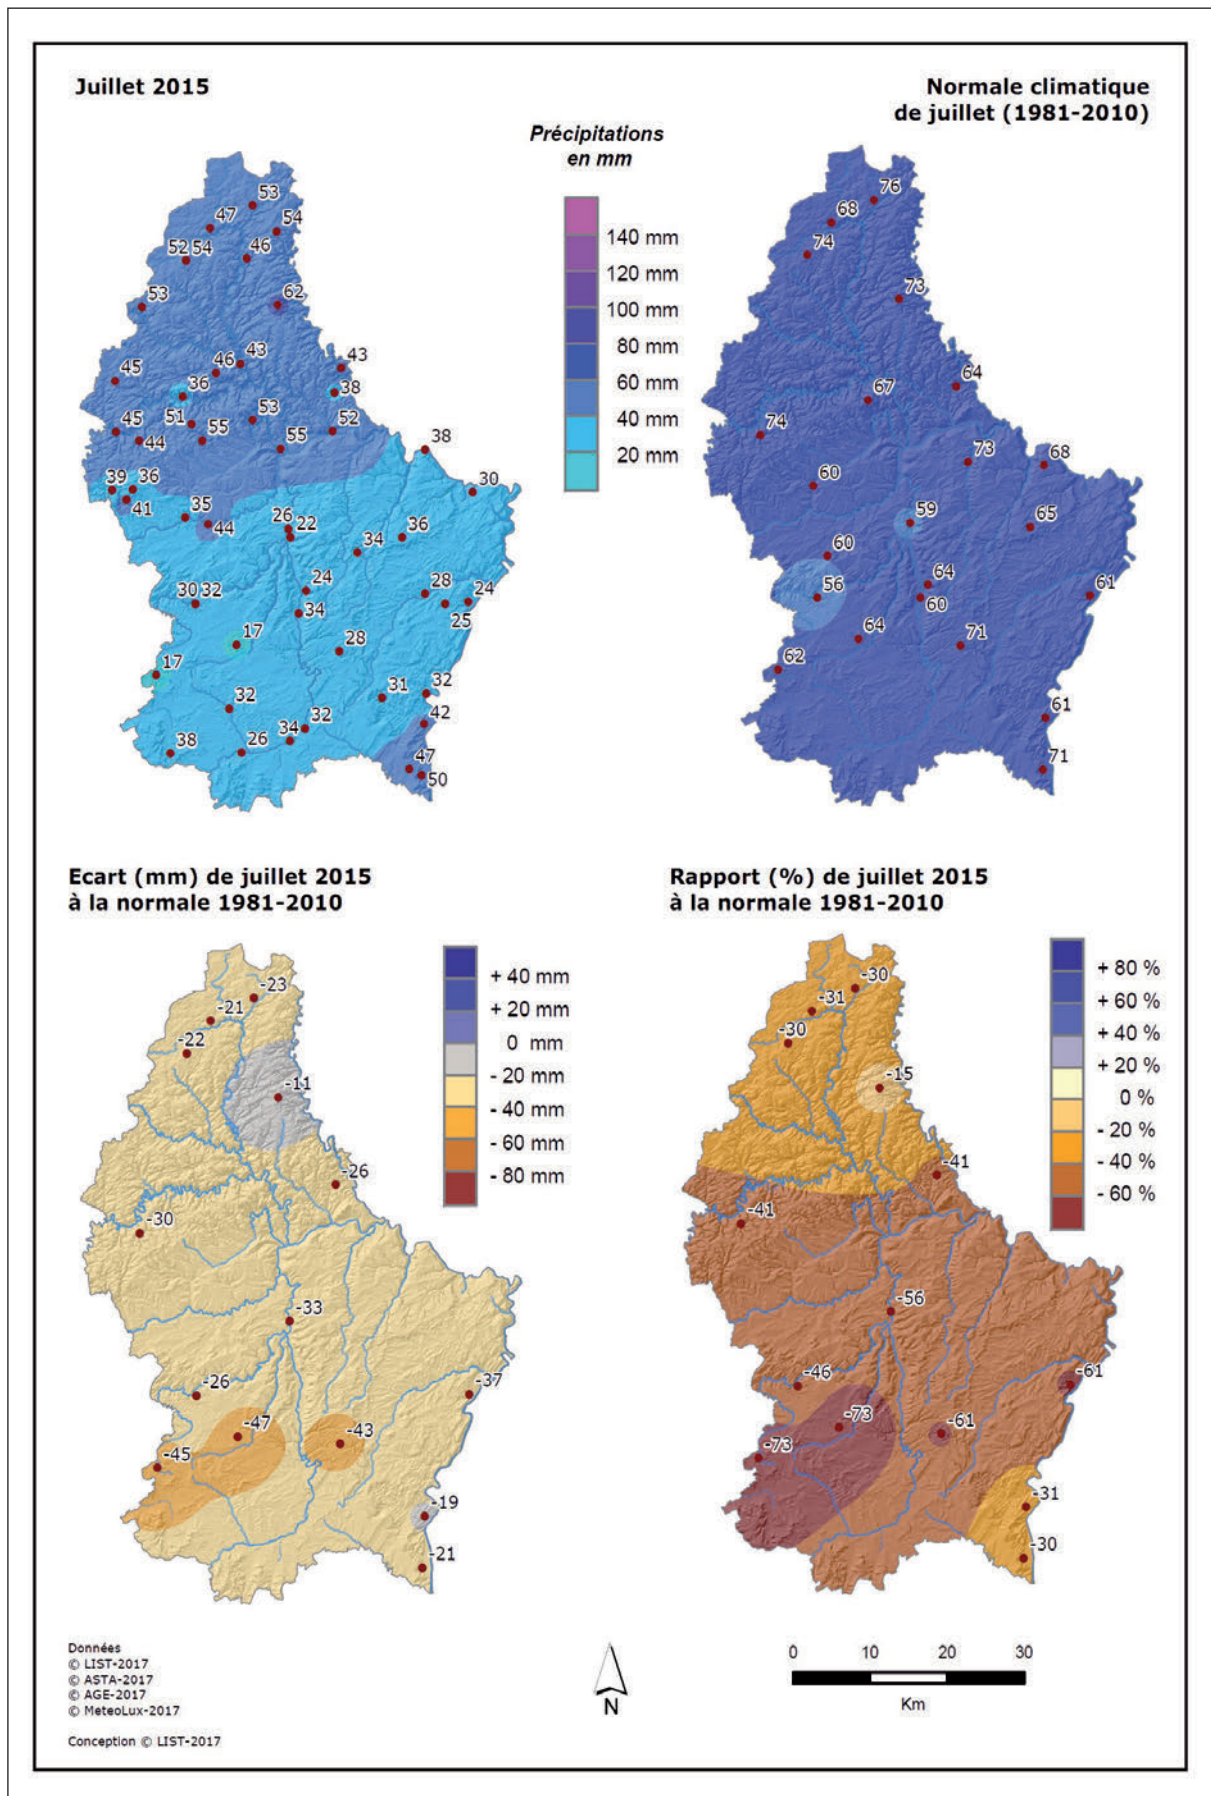 Juillet 2015
Normale climatique
de juillet (1981-2010)
Précipitations
en mm
140 mm
120 mm
100 mm
80 mm
60 mm
40 mm
20 mm
53
47
54
52 54
46
53
62
43
46
43
45
36
38
51
53
52
45
44
55
55
38
39
36
30
41
35
44
26
22
36
34
24
28
24
30 32
34
25
17
28
17
31
32
32
42
34
32
38
26
47
50
76
68
74
73
64
67
74
73
68
60
59
65
60
64
56
60
61
64
71
62
61
71
Ecart (mm) de juillet 2015
à la normale 1981-2010
+ 40 mm
+ 20 mm
0 mm
- 20 mm
- 40 mm
- 60 mm
- 80 mm
-23
-21
-22
-11
-26
-30
-33
-26
-37
-47
-43
-45
-19
-21
Rapport (%) de juillet 2015
à la normale 1981-2010
+ 80 %
+ 60 %
+ 40 %
+ 20 %
0 %
- 20 %
- 40 %
- 60 %
-30
-31
-30
-15
-41
-41
-56
-46
-61
-73
-61
-73
-31
-30
Données
© LIST-2017
© ASTA-2017
© AGE-2017
© MeteoLux-2017
Conception © LIST-2017
N
0 10 20 30
Km